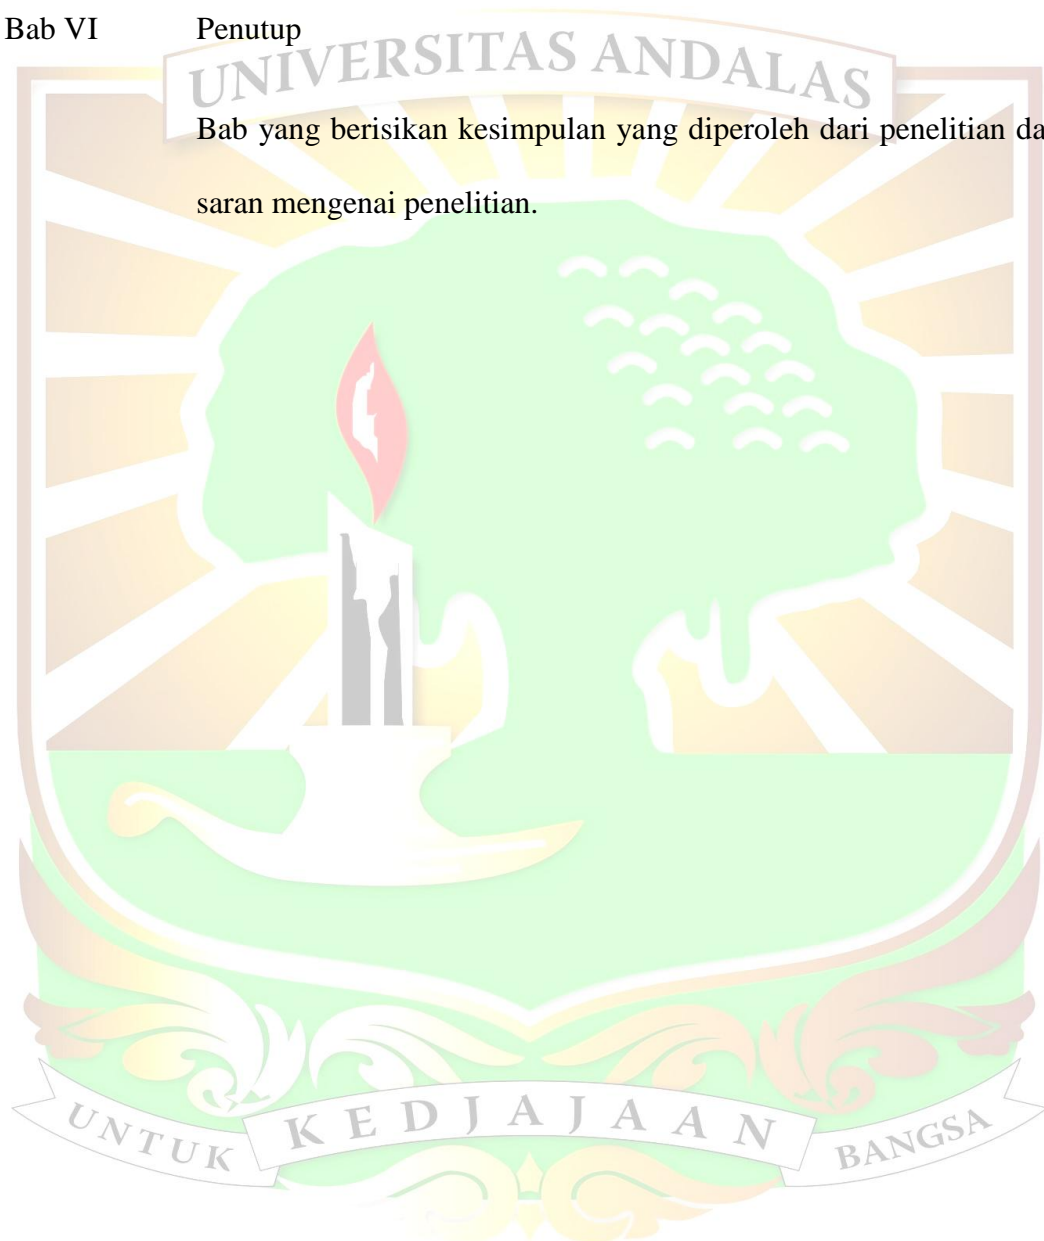 Bab VI Penutup
UNIVERSITAS ANDALAS
Bab yang berisikan kesimpulan yang diperoleh dari penelitian da
saran mengenai penelitian.
UNTUK KEDJAJAAN BANGSA